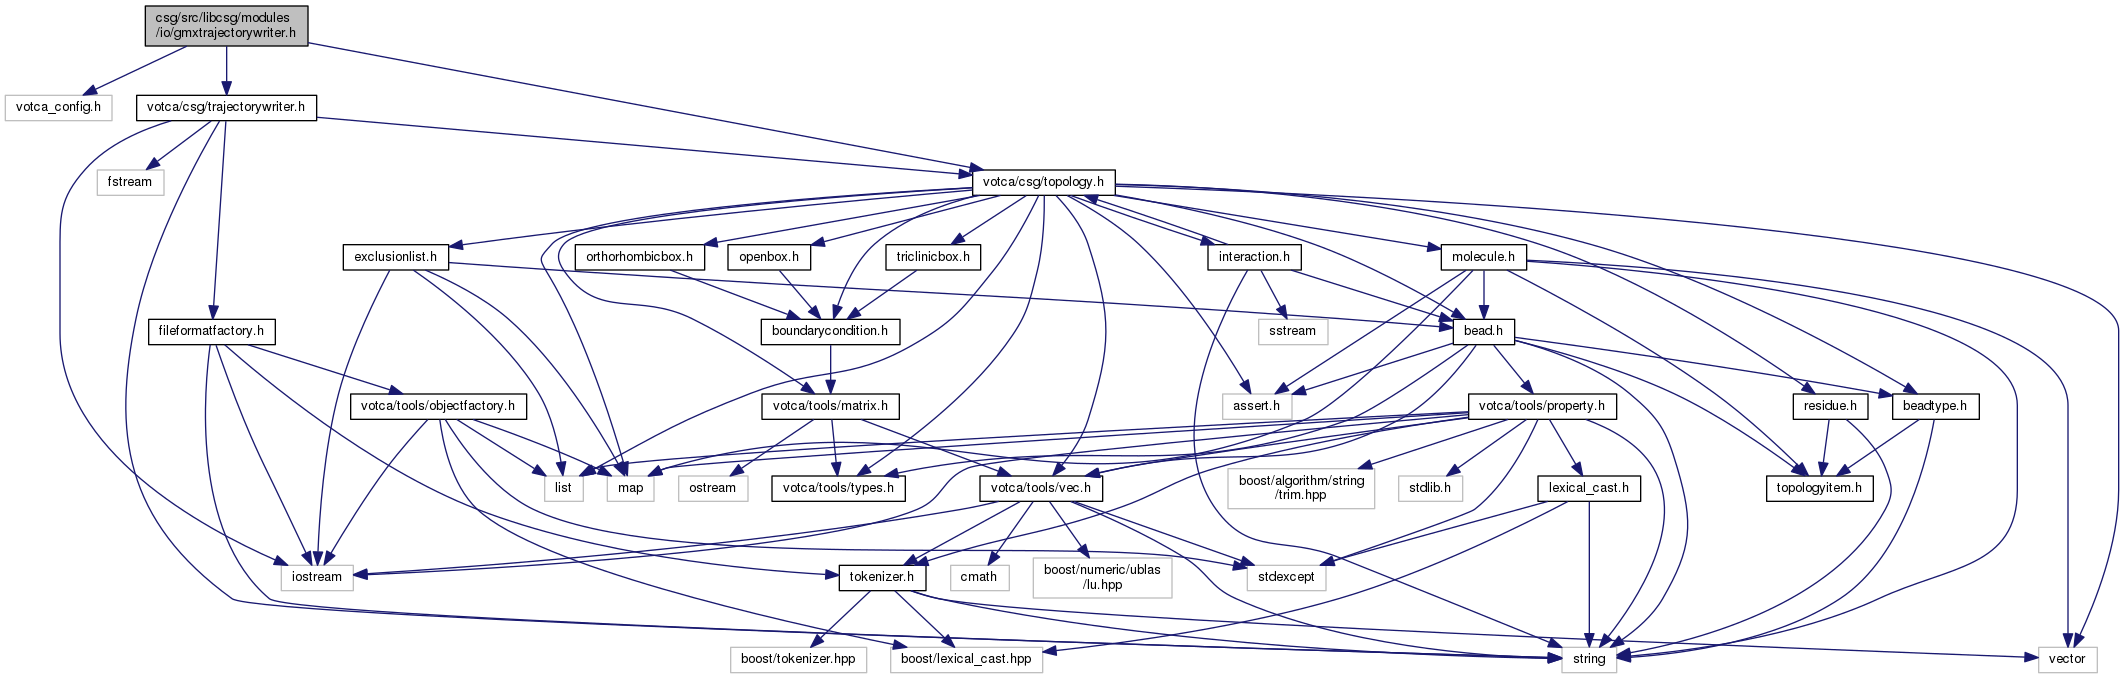 csg/src/libcsg/modules
/io/gmxtrajectorywriter.h
votca_config.h
votca/csg/trajectorywriter.h
fstream
votca/csg/topology.h
exclusionlist.h
orthorhombicbox.h
openbox.h
triclinicbox.h
interaction.h
molecule.h
fileformatfactory.h
boundarycondition.h
sstream
bead.h
votca/tools/objectfactory.h
votca/tools/matrix.h
assert.h
votca/tools/property.h
residue.h
beadtype.h
list
map
ostream
votca/tools/types.h
votca/tools/vec.h
boost/algorithm/string
/trim.hpp
stdlib.h
lexical_cast.h
topologyitem.h
iostream
tokenizer.h
cmath
boost/numeric/ublas
/lu.hpp
stdexcept
boost/tokenizer.hpp
boost/lexical_cast.hpp
string
vector